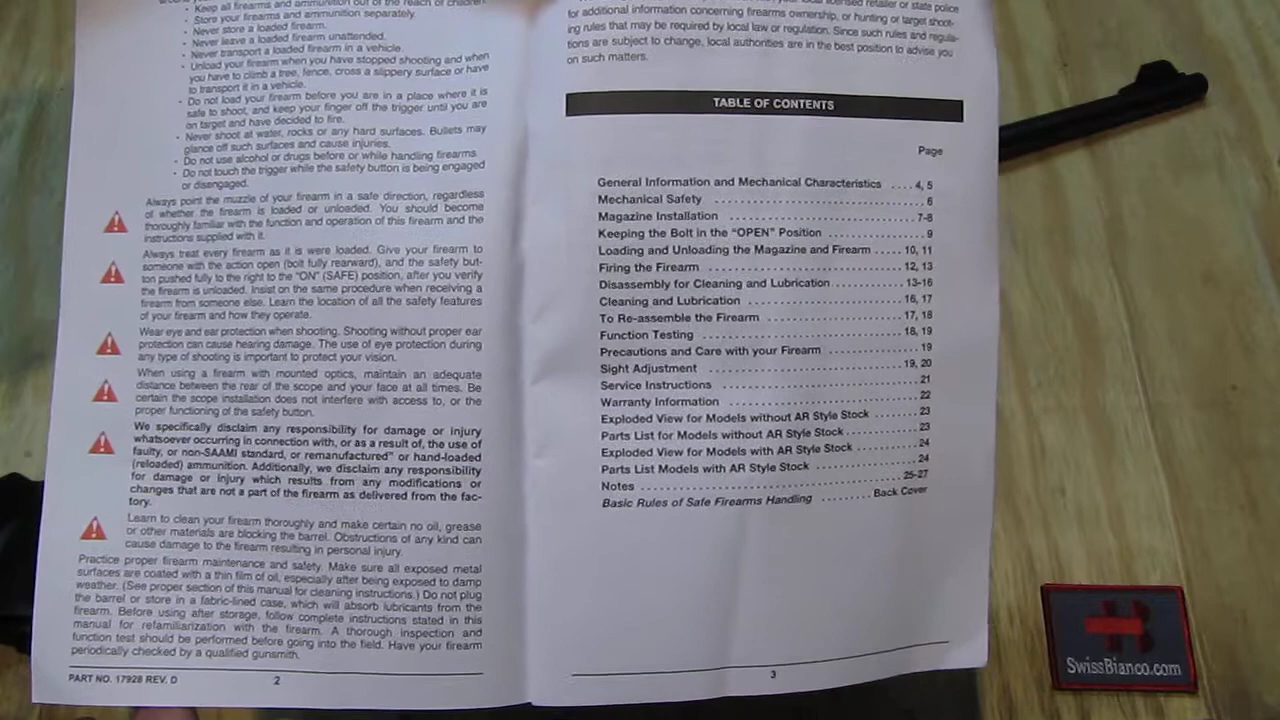 · Keep all firearms and ammunition out of the reach of children.
· Store your firearm and ammunition separately.
· Never store a loaded firearm.
· Never leave a loaded firearm unattended.
· Never transport a loaded firearm in a vehicle.
· Unload your firearm when you have stopped shooting and when
you have to climb a tree, fence, cross a slippery surface or have
to transport it in a vehicle.
· Do not load your firearm before you are in a place where it is
safe to shoot, and keep your finger off the trigger until you are
on target and have decided to fire.
· Never shoot at water, rocks or any hard surfaces. Bullets may
glance off such surfaces and cause injuries.
· Do not use alcohol or drugs before or while handling firearms.
· Do not touch the trigger while the safety button is being engaged
or disengaged.
Always point the muzzle of your firearm in a safe direction, regardless
of whether the firearm is loaded or unloaded. You should become
thoroughly familiar with the function and operation of this firearm and the
instructions supplied with it.
Always treat every firearm as it is were loaded. Give your firearm to
someone with the action open (bolt fully rearward), and the safety but-
ton pushed fully to the right to the "ON" (SAFE) position, after you verify
the firearm is unloaded. Insist on the same procedure when receiving a
firearm from someone else. Learn the location of all the safety features
of your firearm and how they operate.
Wear eye and ear protection when shooting. Shooting without proper ear
protection can cause hearing damage. The use of eye protection during
any type of shooting is important to protect your vision.
When using a firearm with mounted optics, maintain an adequate
distance between the rear of the scope and your face at all times. Be
certain the scope installation does not interfere with access to, or the
proper functioning of the safety button.
We specifically disclaim any responsibility for damage or injury
whatsoever occurring in connection with, or as a result of, the use of
faulty, or non-SAAMI standard, or remanufactured" or hand-loaded
(reloaded) ammunition. Additionally, we disclaim any responsibility
for damage or injury which results from any modifications or
changes that are not a part of the firearm as delivered from the fac-
tory.
Learn to clean your firearm thoroughly and make certain no oil, grease
or other materials are blocking the barrel. Obstructions of any kind can
cause damage to the firearm resulting in personal injury.
Practice proper firearm maintenance and safety. Make sure all exposed metal
surfaces are coated with a thin film of oil, especially after being exposed to damp
weather. (See proper section of this manual for cleaning instructions.) Do not plug
the barrel or store in a fabric-lined case, which will absorb lubricants from the
firearm. Before using after storage, follow complete instructions stated in this
manual for refamiliarization with the firearm. A thorough inspection and
function test should be performed before going into the field. Have your firearm
periodically checked by a qualified gunsmith.
PART NO. 17928 REV. D 2
licensed retailer or state police
for additional information concerning firearms ownership, or hunting or target shoot-
ing rules that may be required by local law or regulation. Since such rules and regula-
tions are subject to change, local authorities are in the best position to advise you
on such matters.
TABLE OF CONTENTS
Page
General Information and Mechanical Characteristics .... 4, 5
Mechanical Safety ........ 6
Magazine Installation ........ 7-8
Keeping the Bolt in the "OPEN" Position ........ 9
Loading and Unloading the Magazine and Firearm ..... 10, 11
Firing the Firearm ........ 12, 13
Disassembly for Cleaning and Lubrication ........ 13-16
Cleaning and Lubrication ........ 16, 17
To Re-assemble the Firearm ........ 17, 18
Function Testing ........ 18, 19
Precautions and Care with your Firearm ........ 19
Sight Adjustment ........ 19, 20
Service Instructions ........ 21
Warranty Information ........ 22
Exploded View for Models without AR Style Stock ........ 23
Parts List for Models without AR Style Stock ........ 23
Exploded View for Models with AR Style Stock ........ 24
Parts List Models with AR Style Stock ........ 24
Notes ........ 25-27
Basic Rules of Safe Firearms Handling ........ Back Cover
3
SwissBianco.com